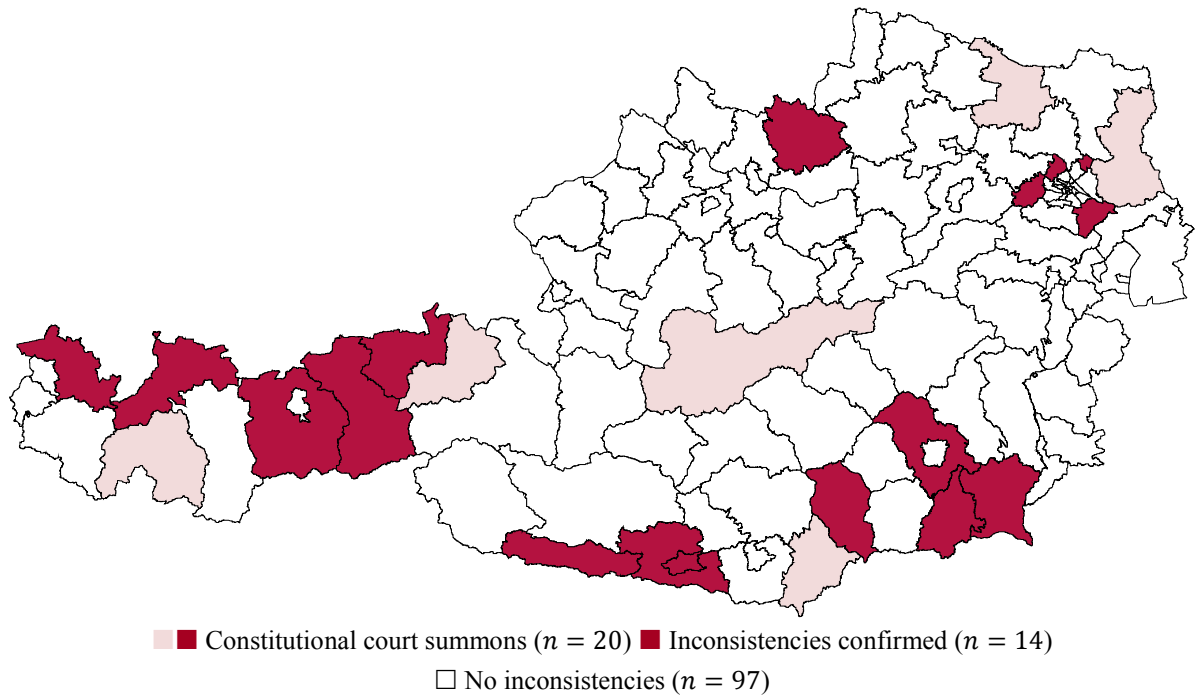 Constitutional court summons (n = 20) Inconsistencies confirmed (n = 14)
No inconsistencies (n = 97)